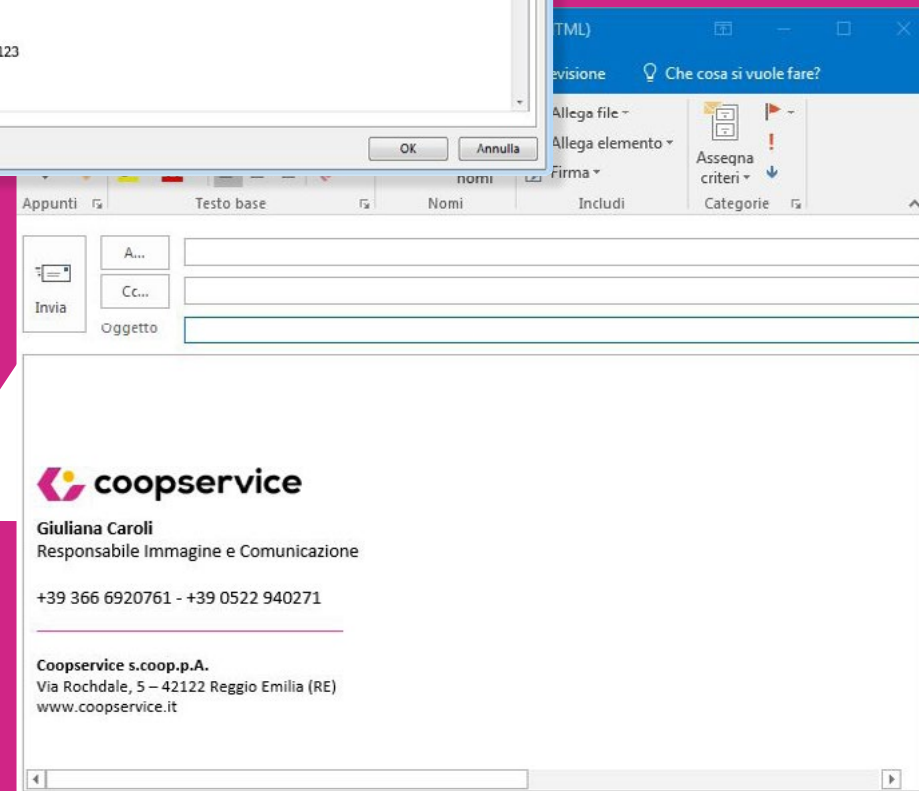 TML)
123
evisione
Che cosa si vuole fare?
OK
Annulla
Allega file
Allega elemento
Firma
Assegna
criteri
nomi
Appunti
Testo base
Nomi
Includi
Categorie
Invia
A...
Cc...
Oggetto
coopservice
Giuliana Caroli
Responsabile Immagine e Comunicazione
+39 366 6920761 - +39 0522 940271
Coopservice s.coop.p.A.
Via Rochdale, 5 – 42122 Reggio Emilia (RE)
www.coopservice.it